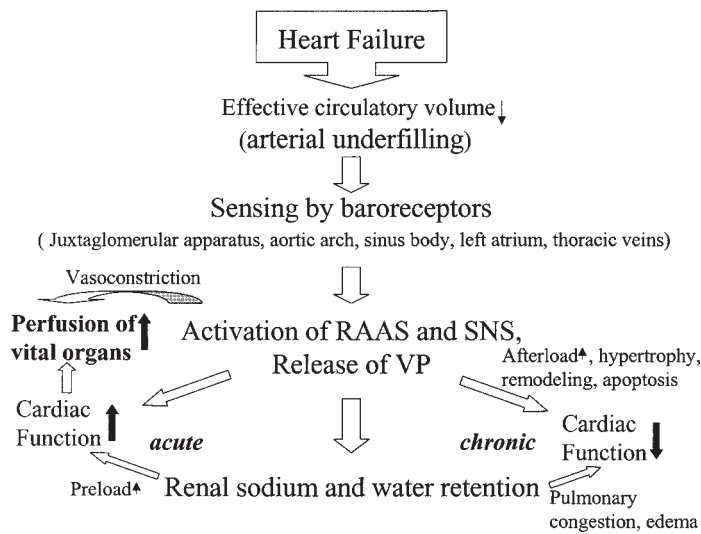 Heart Failure
Effective circulatory volume↓
(arterial underfilling)
Sensing by baroreceptors
( Juxtaglomerular apparatus, aortic arch, sinus body, left atrium, thoracic veins)
Vasoconstriction
Perfusion of
vital organs
Activation of RAAS and SNS,
Release of VP
Afterload↑, hypertrophy,
remodeling, apoptosis
Cardiac
Function
acute
chronic
Cardiac
Function
Preload↑
Renal sodium and water retention
Pulmonary
congestion, edema